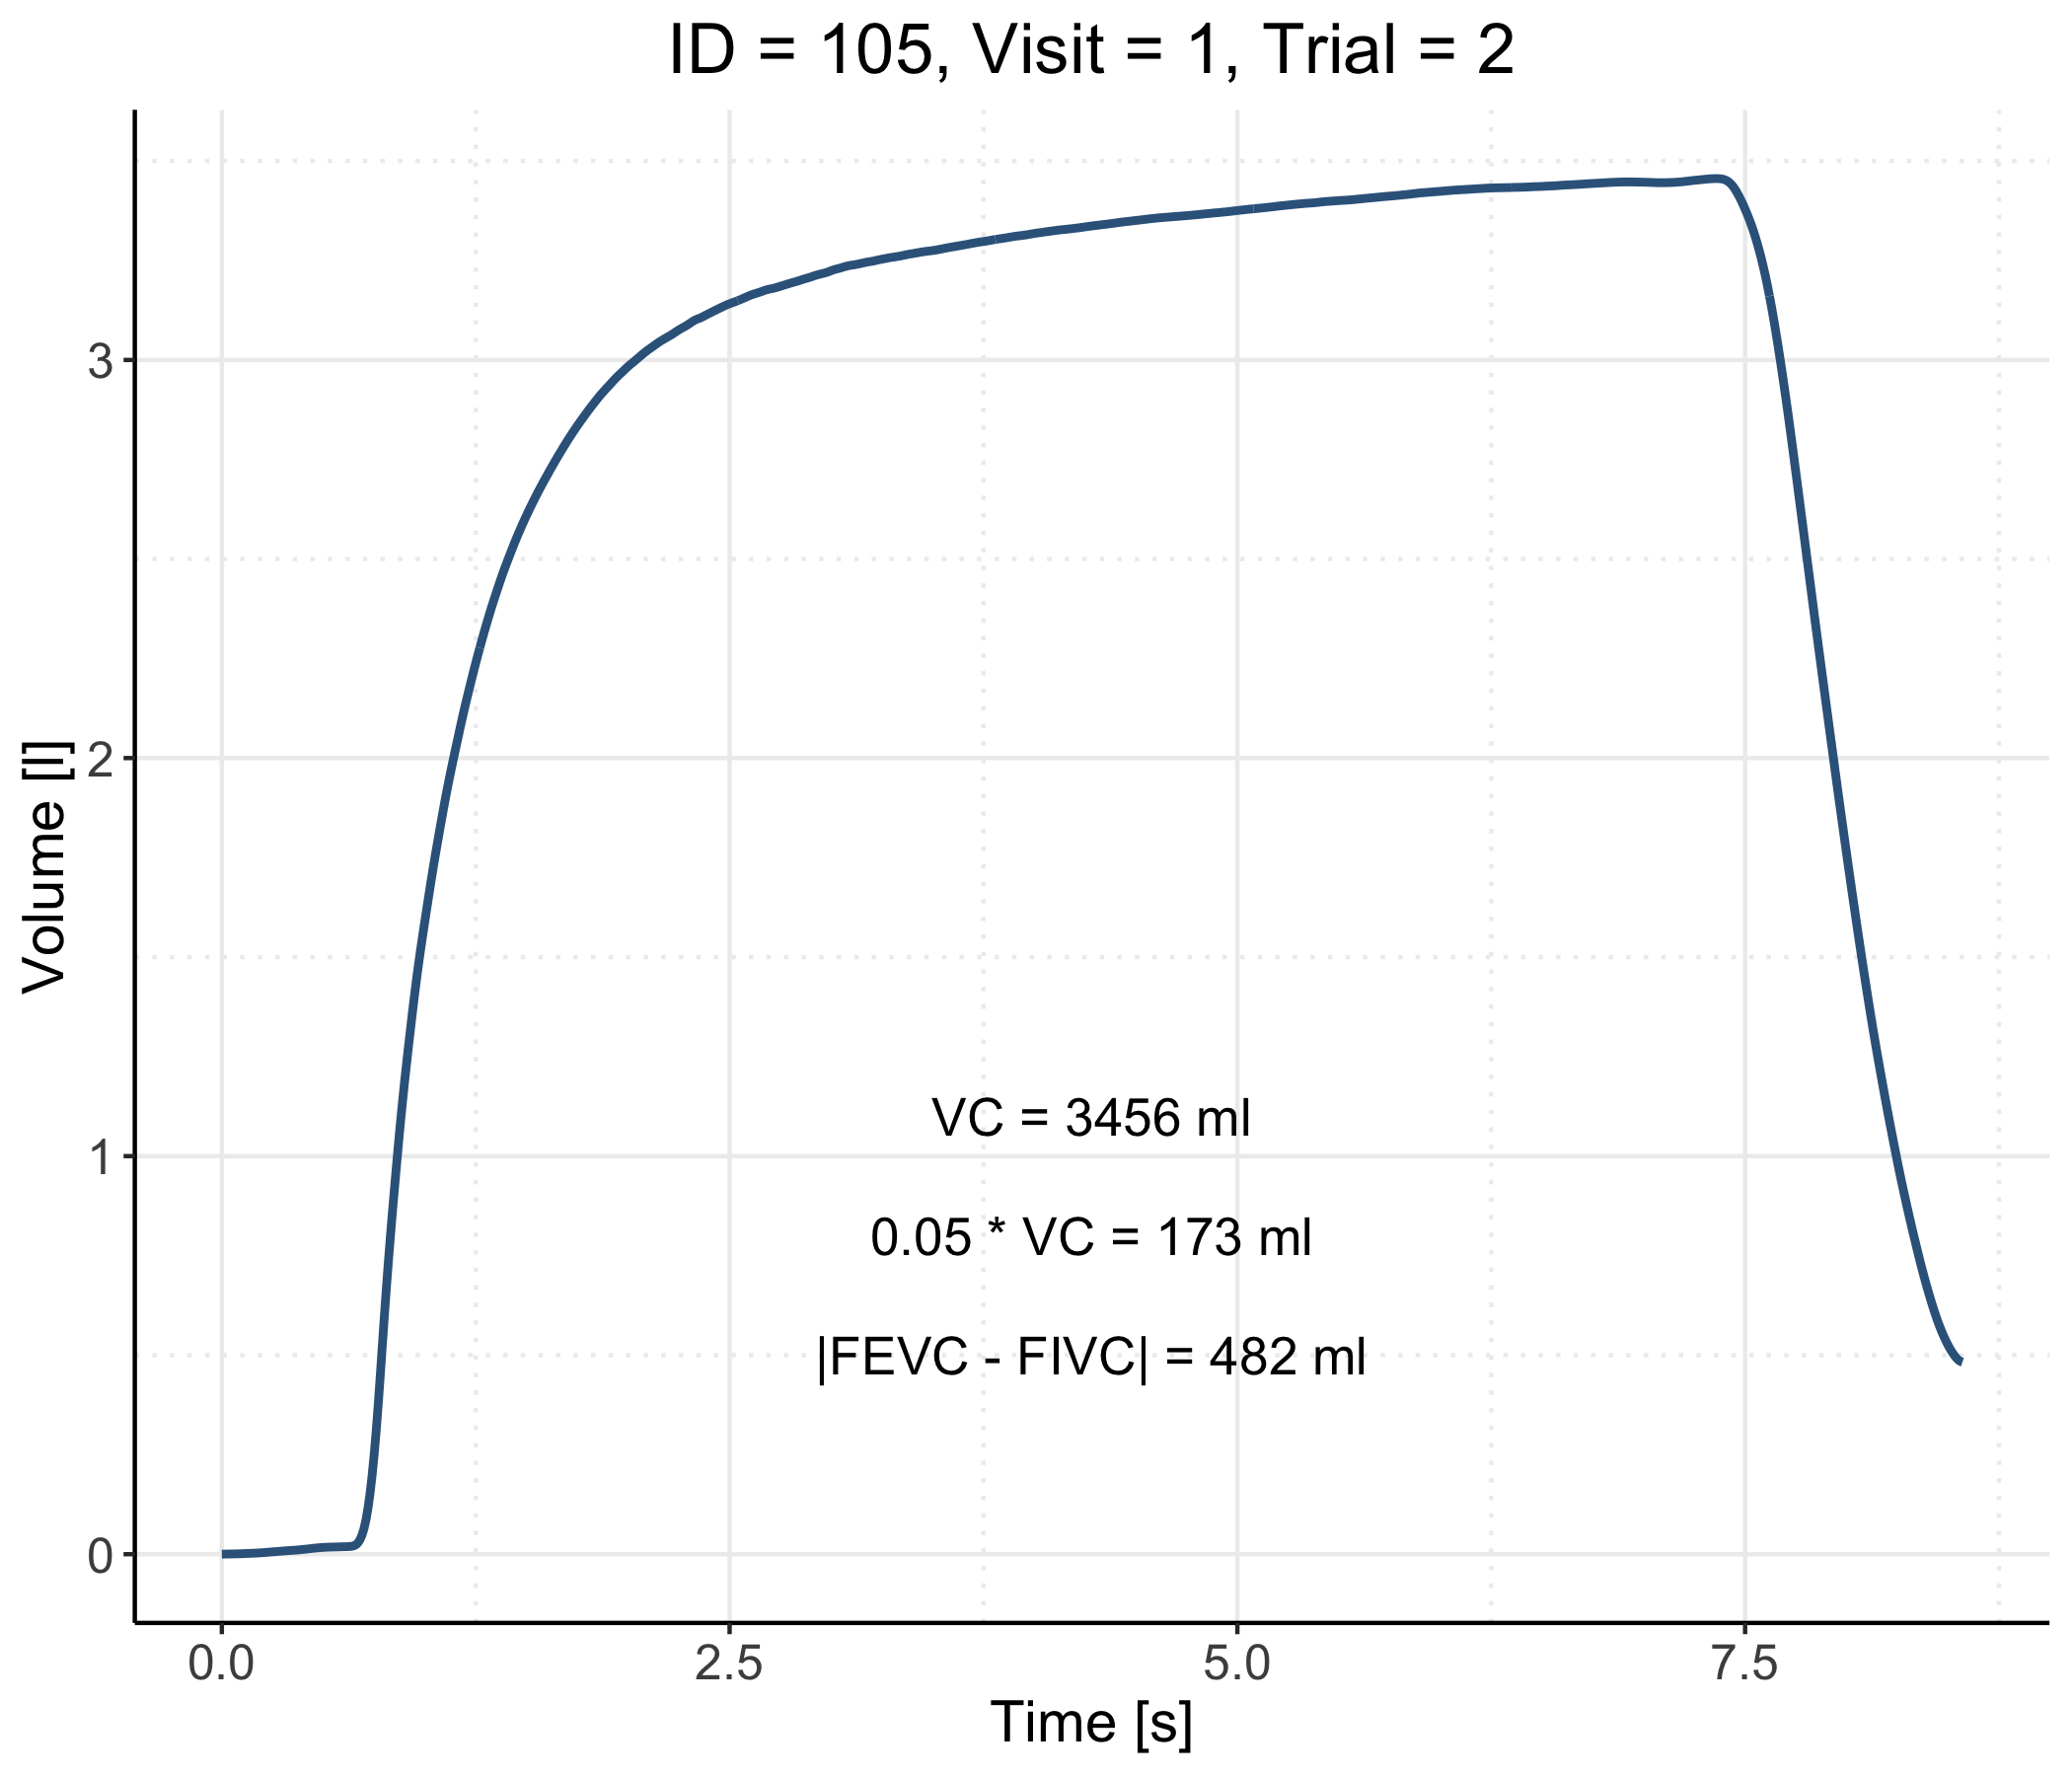 ID = 105, Visit = 1, Trial = 2
Volume [l]
3
2
1
0
VC = 3456 ml
0.05 * VC = 173 ml
|FEVC - FIVC| = 482 ml
0.0 2.5 5.0 7.5
Time [s]